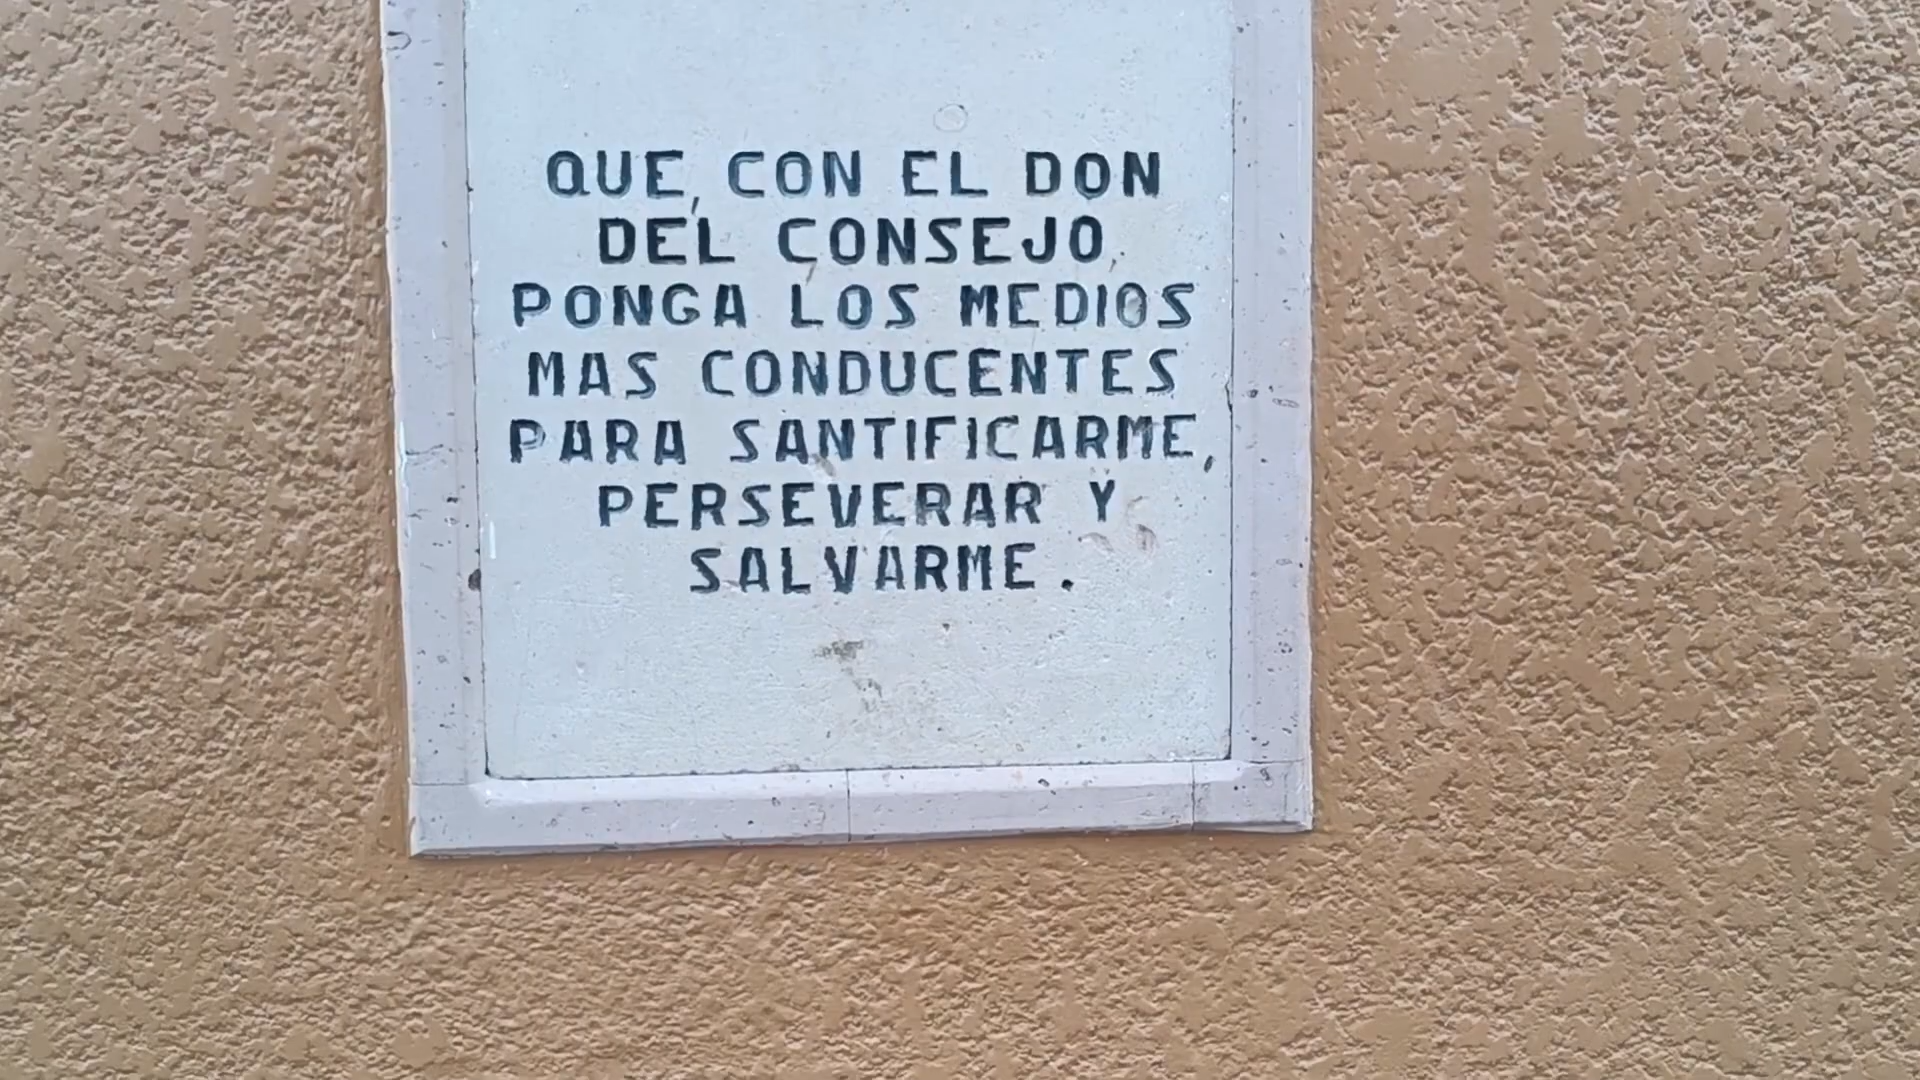 QUE, CON EL DON
DEL CONSEJO,
PONGA LOS MEDIOS
MAS CONDUCENTES
PARA SANTIFICARME,
PERSEVERAR Y
SALVARME.